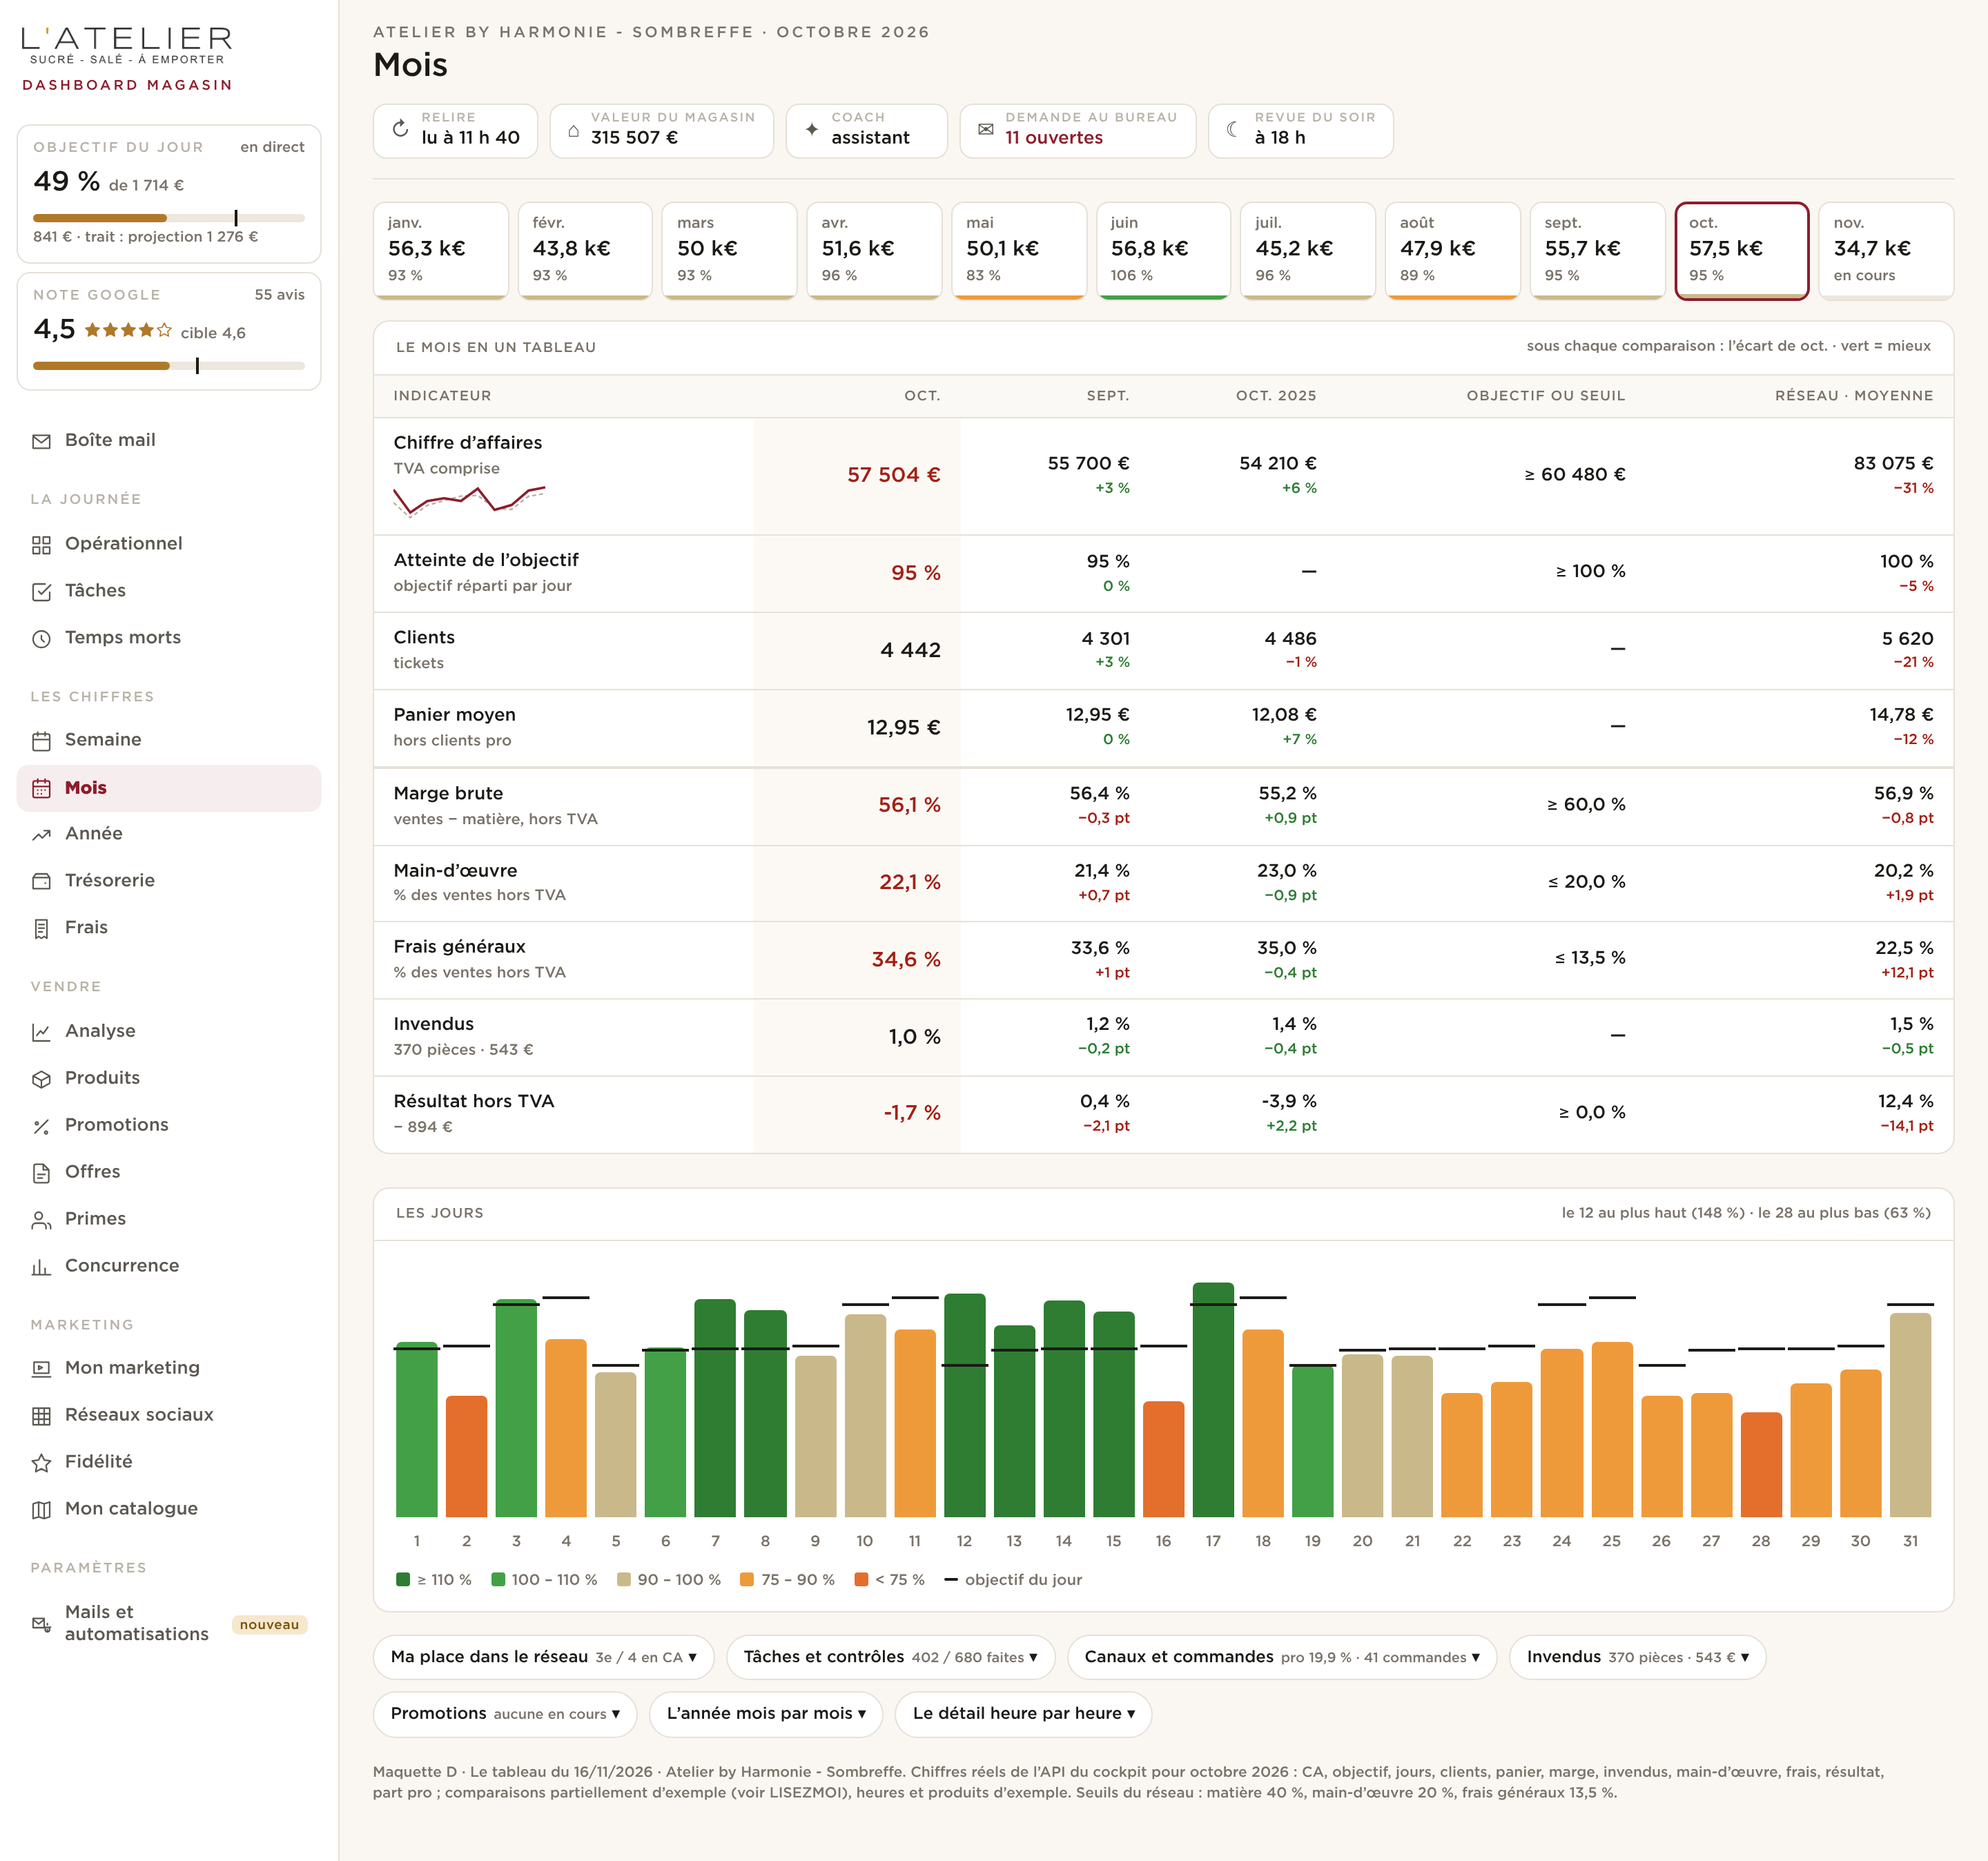 L'ATELIER
SUCRÉ - SALÉ - À EMPORTER
DASHBOARD MAGASIN
OBJECTIF DU JOUR en direct
49 % de 1 714 €
841 € · trait : projection 1 276 €
NOTE GOOGLE 55 avis
4,5 ★★★★☆ cible 4,6
Boîte mail
LA JOURNÉE
Opérationnel
Tâches
Temps morts
LES CHIFFRES
Semaine
Mois
Année
Trésorerie
Frais
VENDRE
Analyse
Produits
Promotions
Offres
Primes
Concurrence
MARKETING
Mon marketing
Réseaux sociaux
Fidélité
Mon catalogue
PARAMÈTRES
Mails et
automatisations nouveau
ATELIER BY HARMONIE - SOMBREFFE · OCTOBRE 2026
Mois
RELIRE
lu à 11 h 40
VALEUR DU MAGASIN
315 507 €
COACH
assistant
DEMANDE AU BUREAU
11 ouvertes
REVUE DU SOIR
à 18 h
janv. févr. mars avr. mai juin juil. août sept. oct. nov.
56,3 k€ 43,8 k€ 50 k€ 51,6 k€ 50,1 k€ 56,8 k€ 45,2 k€ 47,9 k€ 55,7 k€ 57,5 k€ 34,7 k€
93 % 93 % 93 % 96 % 83 % 106 % 96 % 89 % 95 % 95 % en cours
LE MOIS EN UN TABLEAU sous chaque comparaison : l’écart de oct. · vert = mieux
INDICATEUR OCT. SEPT. OCT. 2025 OBJECTIF OU SEUIL RÉSEAU · MOYENNE
Chiffre d’affaires
TVA comprise
57 504 € 55 700 € 54 210 € ≥ 60 480 € 83 075 €
+3 % +6 % −31 %
Atteinte de l’objectif
objectif réparti par jour
95 % 95 % — ≥ 100 % 100 %
0 % −5 %
Clients
tickets
4 442 4 301 4 486 — 5 620
+3 % −1 % −21 %
Panier moyen
hors clients pro
12,95 € 12,95 € 12,08 € — 14,78 €
0 % +7 % −12 %
Marge brute
ventes − matière, hors TVA
56,1 % 56,4 % 55,2 % ≥ 60,0 % 56,9 %
−0,3 pt +0,9 pt −0,8 pt
Main-d’œuvre
% des ventes hors TVA
22,1 % 21,4 % 23,0 % ≤ 20,0 % 20,2 %
+0,7 pt −0,9 pt +1,9 pt
Frais généraux
% des ventes hors TVA
34,6 % 33,6 % 35,0 % ≤ 13,5 % 22,5 %
+1 pt −0,4 pt +12,1 pt
Invendus
370 pièces · 543 €
1,0 % 1,2 % 1,4 % — 1,5 %
−0,2 pt −0,4 pt −0,5 pt
Résultat hors TVA
− 894 €
-1,7 % 0,4 % -3,9 % ≥ 0,0 % 12,4 %
−2,1 pt +2,2 pt −14,1 pt
LES JOURS le 12 au plus haut (148 %) · le 28 au plus bas (63 %)
1 2 3 4 5 6 7 8 9 10 11 12 13 14 15 16 17 18 19 20 21 22 23 24 25 26 27 28 29 30 31
≥ 110 % 100 – 110 % 90 – 100 % 75 – 90 % < 75 % objectif du jour
Ma place dans le réseau 3e / 4 en CA ▾ Tâches et contrôles 402 / 680 faites ▾ Canaux et commandes pro 19,9 % · 41 commandes ▾ Invendus 370 pièces · 543 € ▾
Promotions aucune en cours ▾ L’année mois par mois ▾ Le détail heure par heure ▾
Maquette D · Le tableau du 16/11/2026 · Atelier by Harmonie - Sombreffe. Chiffres réels de l’API du cockpit pour octobre 2026 : CA, objectif, jours, clients, panier, marge, invendus, main-d’œuvre, frais, résultat,
part pro ; comparaisons partiellement d’exemple (voir LISEZMOI), heures et produits d’exemple. Seuils du réseau : matière 40 %, main-d’œuvre 20 %, frais généraux 13,5 %.